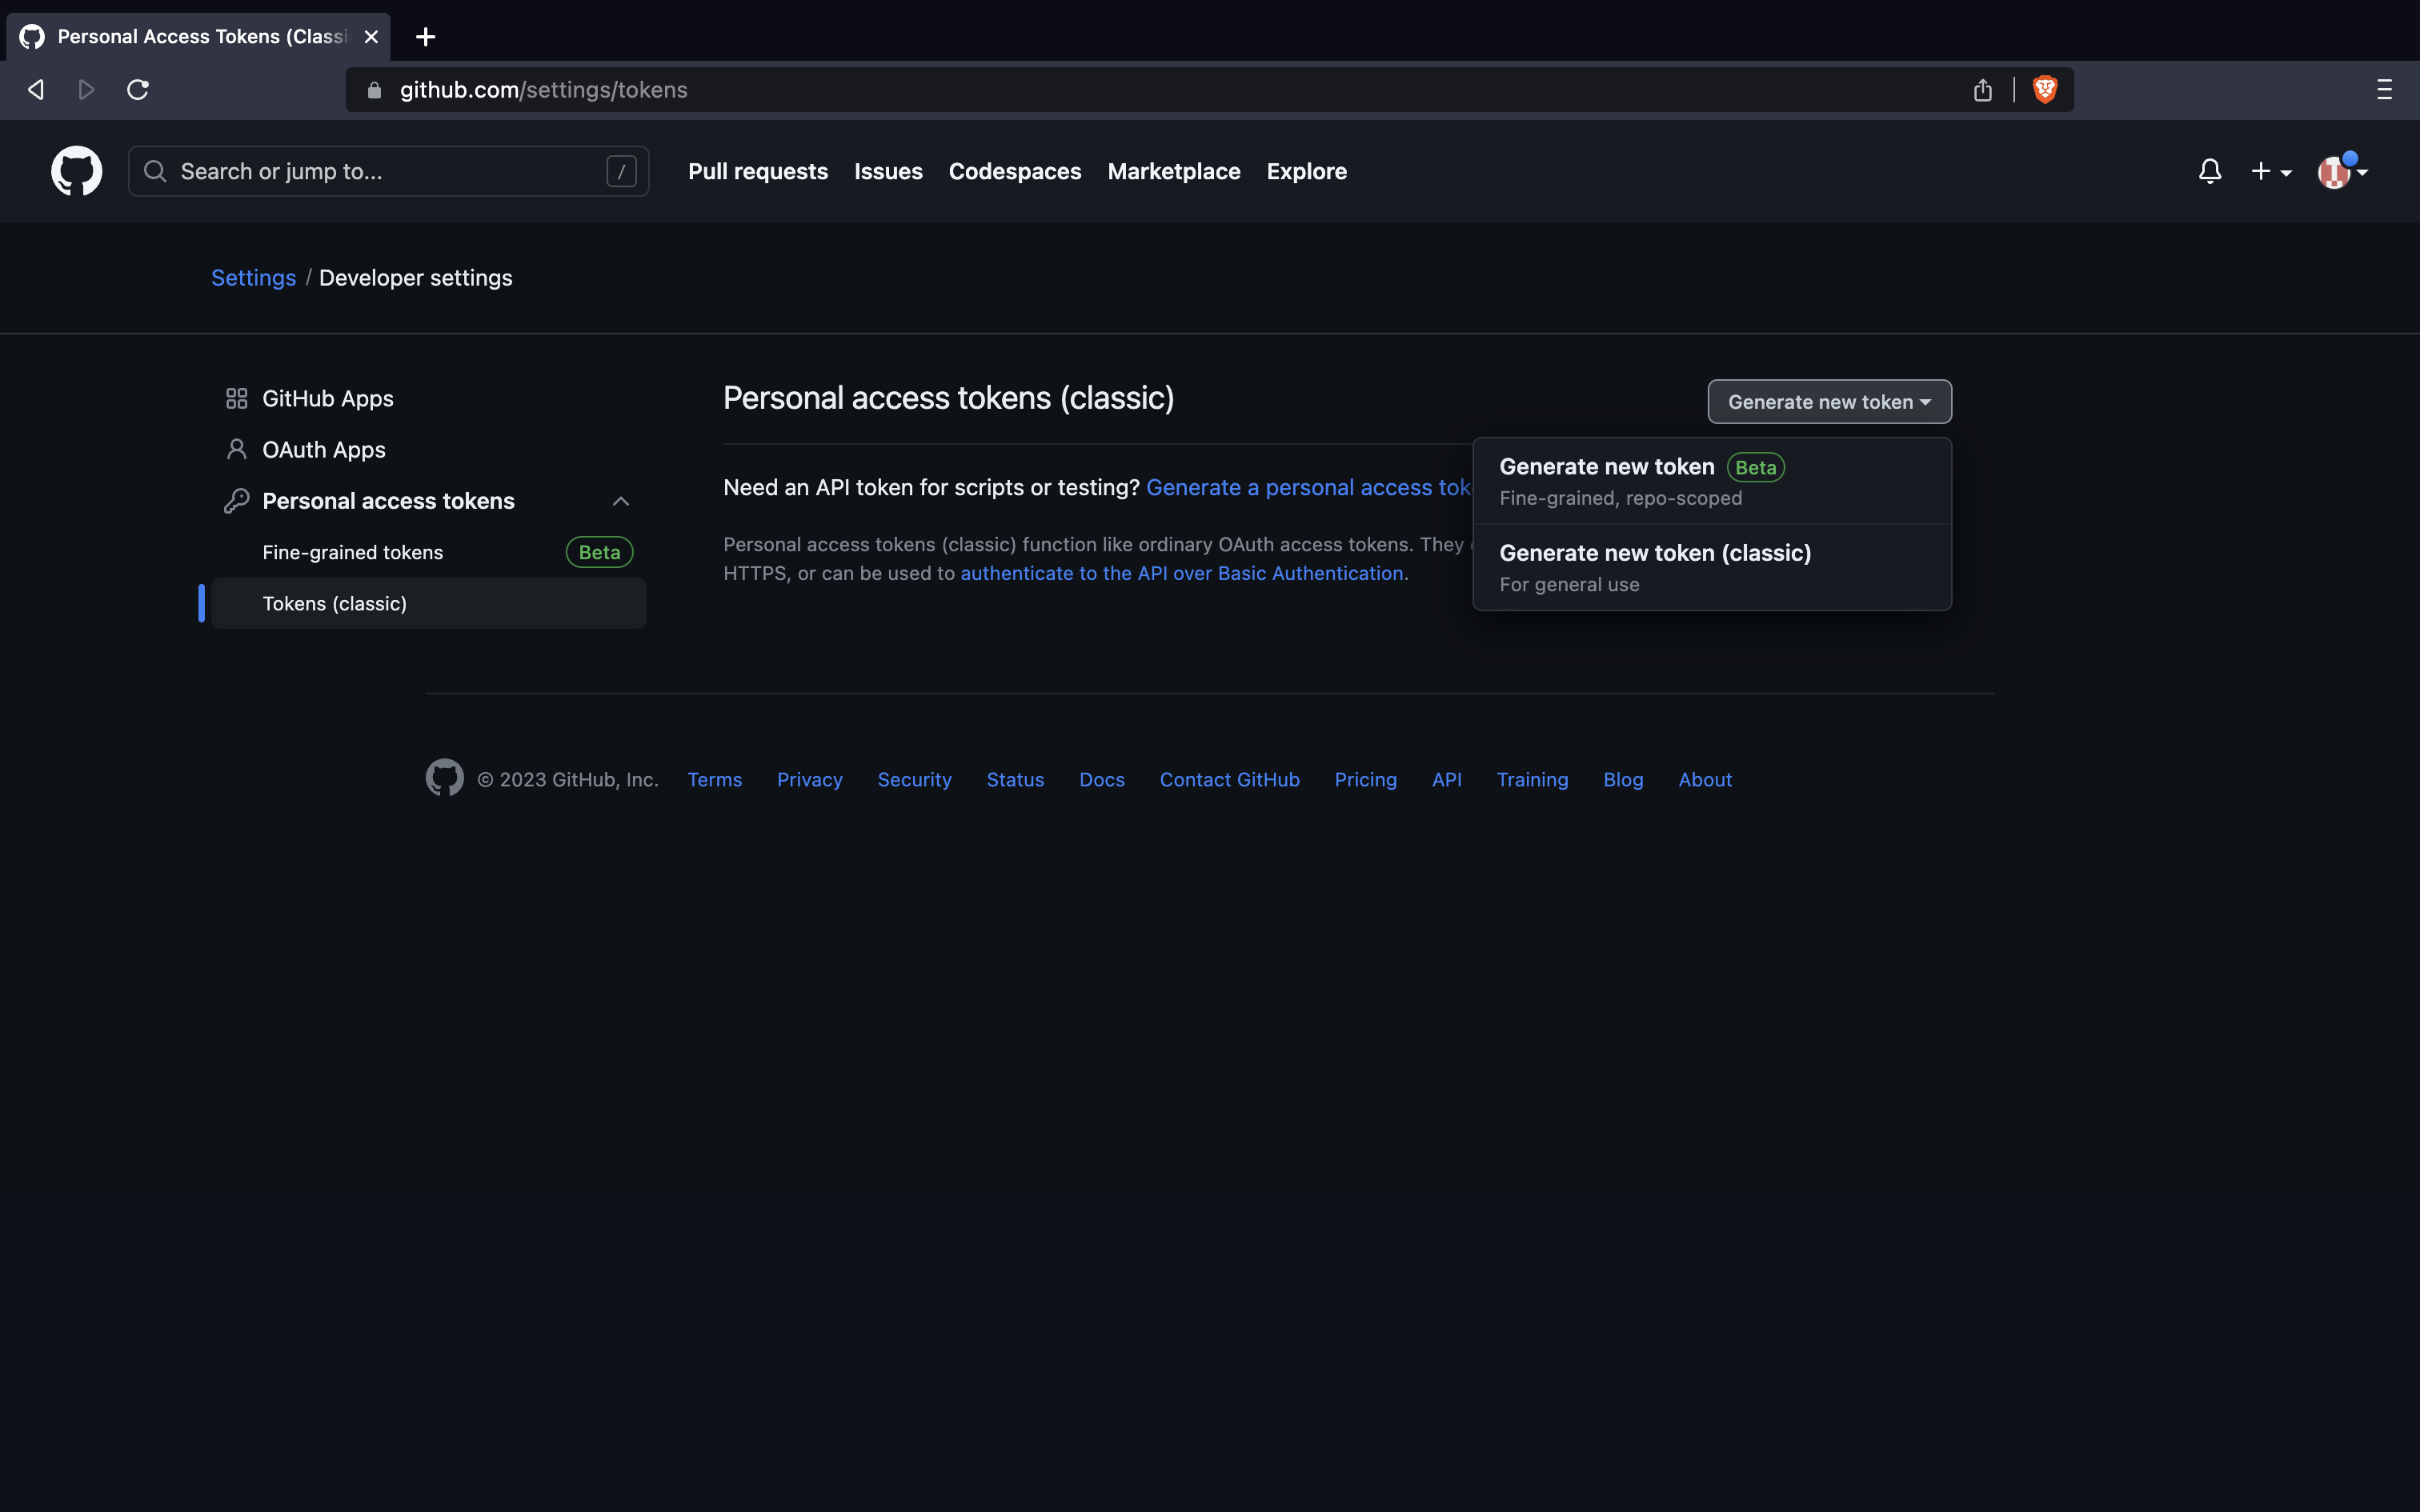 Personal Access Tokens (Classi
github.com/settings/tokens
Search or jump to...
/
Pull requests
Issues
Codespaces
Marketplace
Explore
Settings / Developer settings
GitHub Apps
OAuth Apps
Personal access tokens
Fine-grained tokens
Beta
Tokens (classic)
Personal access tokens (classic)
Generate new token
Need an API token for scripts or testing? Generate a personal access tok
Personal access tokens (classic) function like ordinary OAuth access tokens. They
HTTPS, or can be used to authenticate to the API over Basic Authentication.
Generate new token Beta
Fine-grained, repo-scoped
Generate new token (classic)
For general use
© 2023 GitHub, Inc.
Terms
Privacy
Security
Status
Docs
Contact GitHub
Pricing
API
Training
Blog
About